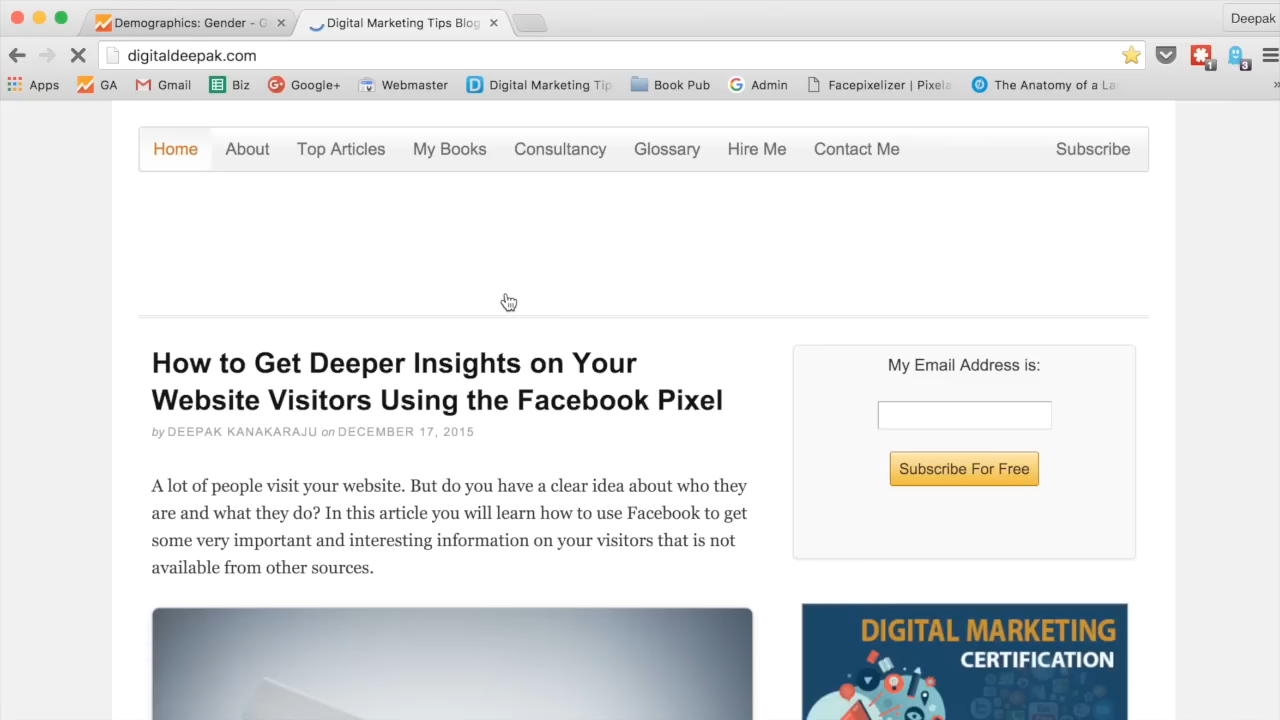 Demographics: Gender - G
Digital Marketing Tips Blog
Deepak
digitaldeepak.com
1
3
Apps GA Gmail Biz Google+ Webmaster Digital Marketing Tip Book Pub Admin Facepixelizer | Pixela The Anatomy of a La »
Home About Top Articles My Books Consultancy Glossary Hire Me Contact Me Subscribe
How to Get Deeper Insights on Your
Website Visitors Using the Facebook Pixel
by DEEPAK KANAKARAJU on DECEMBER 17, 2015
A lot of people visit your website. But do you have a clear idea about who they
are and what they do? In this article you will learn how to use Facebook to get
some very important and interesting information on your visitors that is not
available from other sources.
My Email Address is:
Subscribe For Free
DIGITAL MARKETING
CERTIFICATION